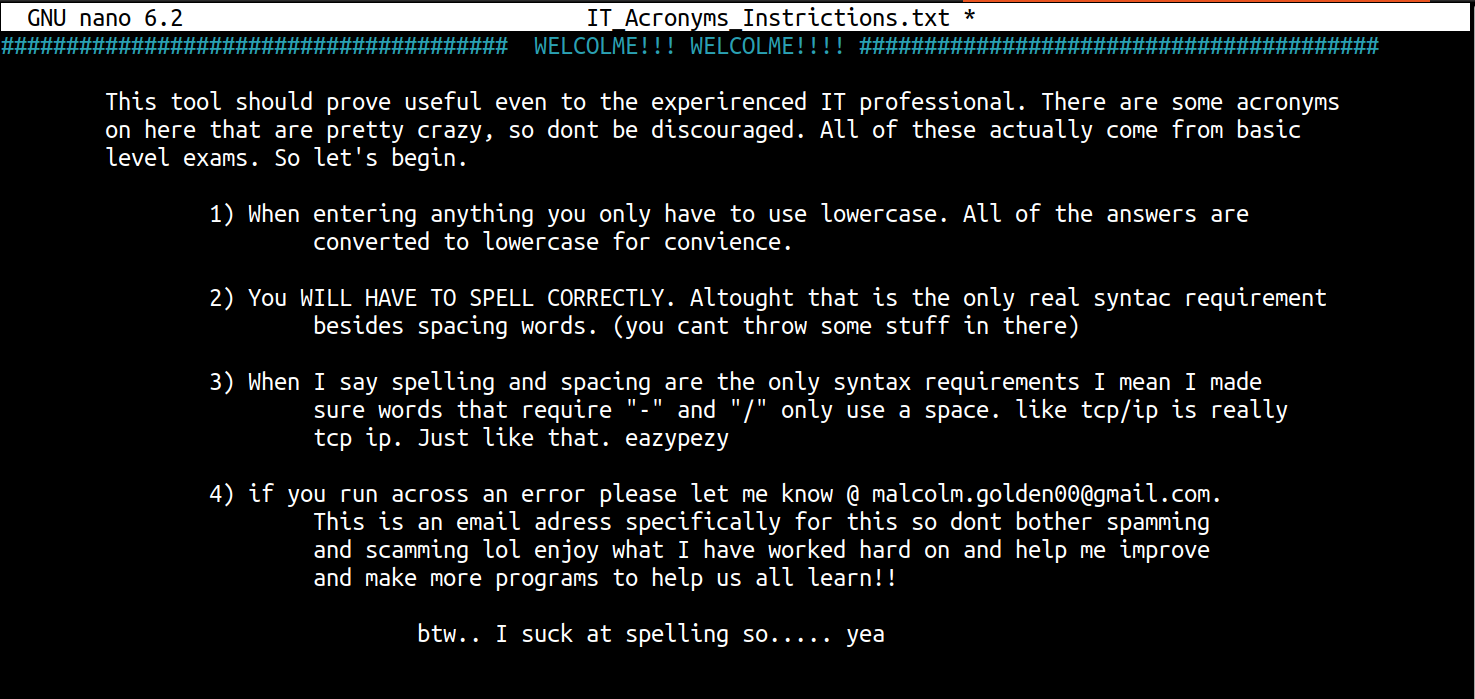 GNU nano 6.2 IT_Acronyms_Instrictions.txt *
####################################### WELCOLME!!! WELCOLME!!!! ########################################
This tool should prove useful even to the experirenced IT professional. There are some acronyms
on here that are pretty crazy, so dont be discouraged. All of these actually come from basic
level exams. So let's begin.
1) When entering anything you only have to use lowercase. All of the answers are
converted to lowercase for convience.
2) You WILL HAVE TO SPELL CORRECTLY. Altought that is the only real syntac requirement
besides spacing words. (you cant throw some stuff in there)
3) When I say spelling and spacing are the only syntax requirements I mean I made
sure words that require "-" and "/" only use a space. like tcp/ip is really
tcp ip. Just like that. eazypezy
4) if you run across an error please let me know @ malcolm.golden00@gmail.com.
This is an email adress specifically for this so dont bother spamming
and scamming lol enjoy what I have worked hard on and help me improve
and make more programs to help us all learn!!
btw.. I suck at spelling so..... yea